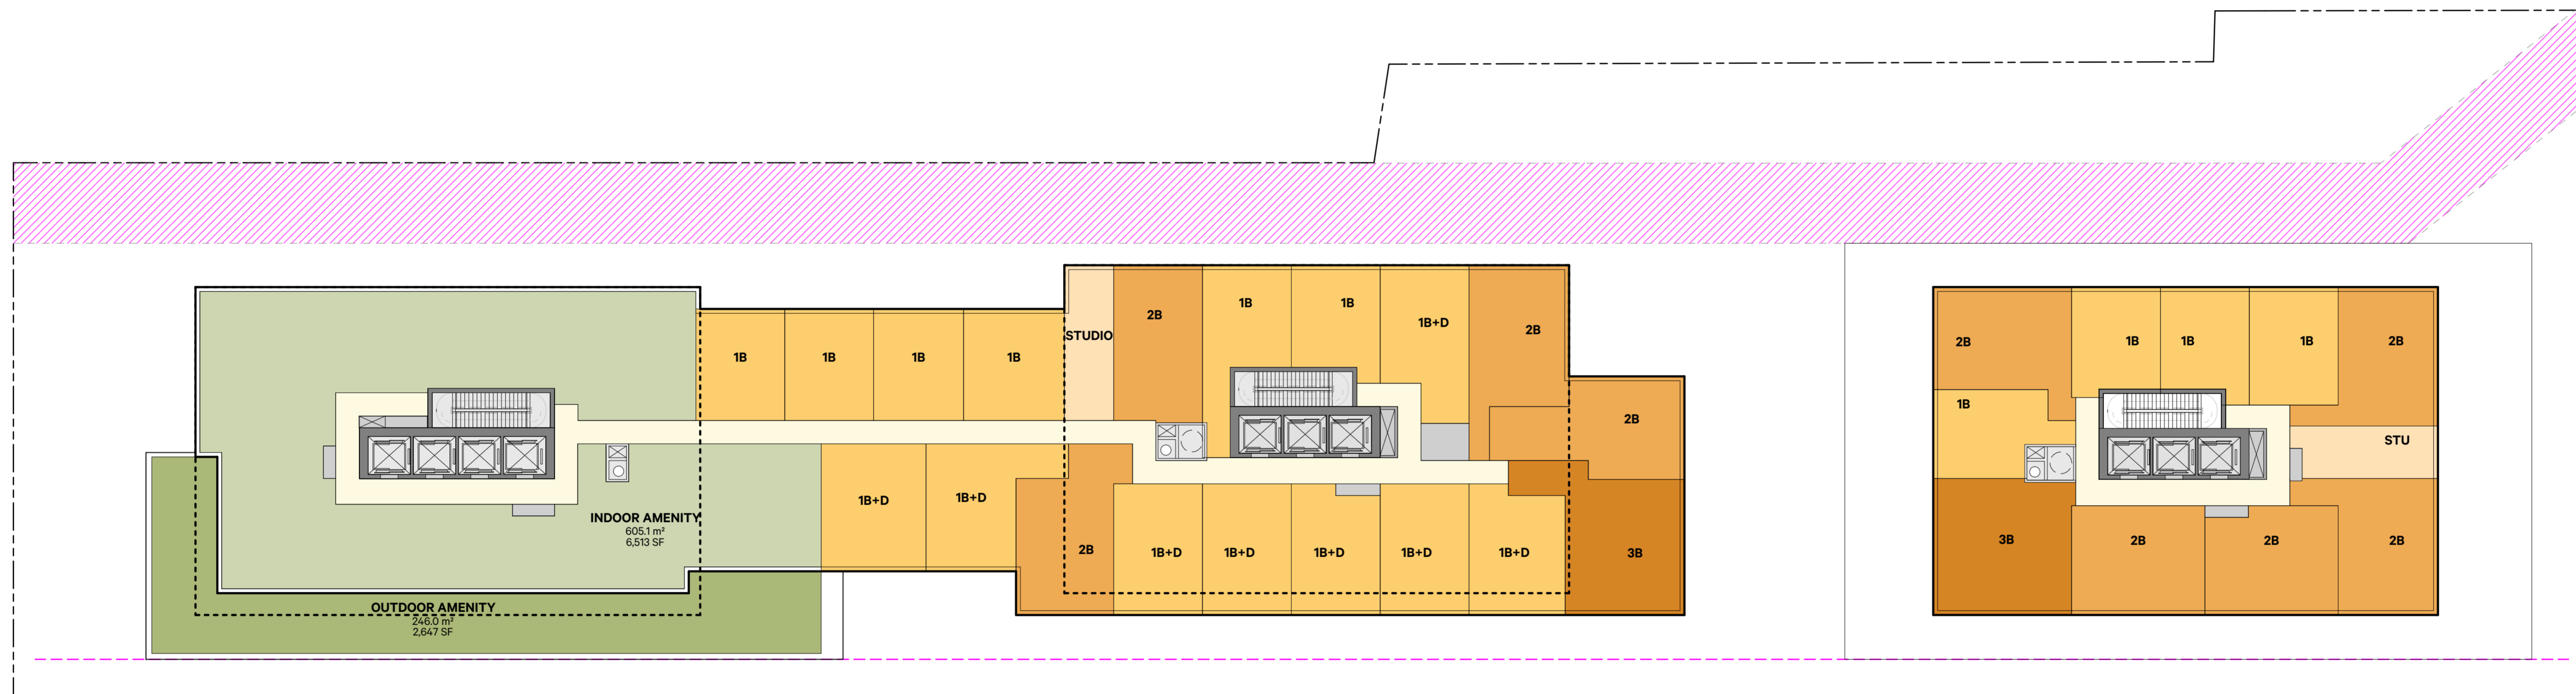 1B
1B
1B
1B
STUDIO
2B
1B
1B
1B+D
2B
2B
1B+D
1B+D
2B
1B+D
1B+D
1B+D
1B+D
1B+D
3B
INDOOR AMENITY
605.1 m²
6,513 SF
OUTDOOR AMENITY
246.0 m²
2,647 SF
2B
1B
1B
1B
2B
1B
STU
3B
2B
2B
2B